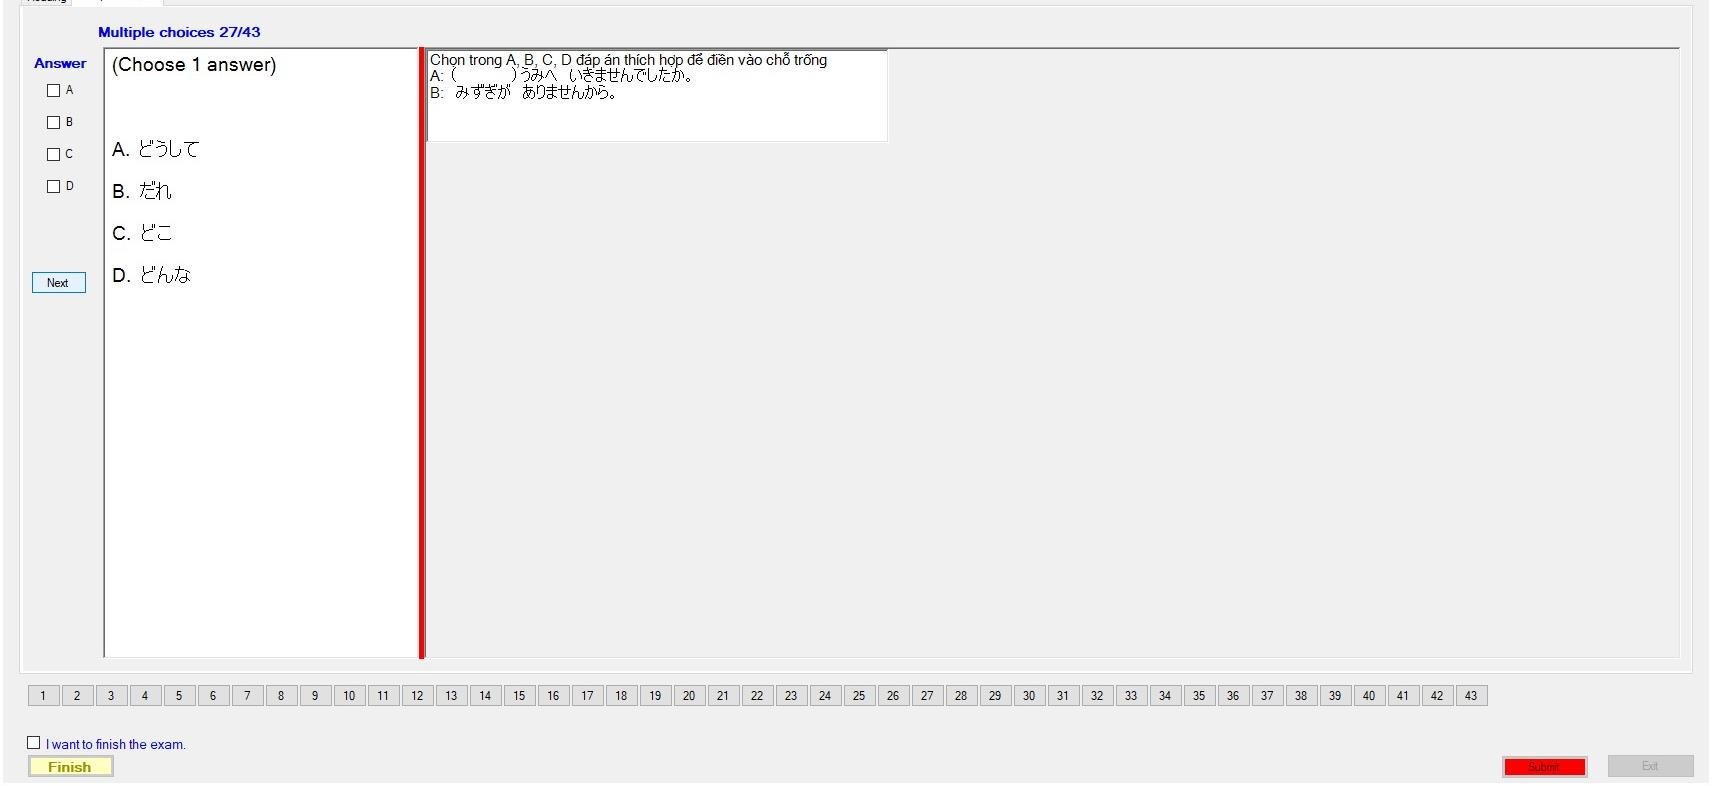 Multiple choices 27/43
Answer
A
B
C
D
Next
(Choose 1 answer)
A. どうして
B. だれ
C. どこ
D. どんな
Chọn trong A, B, C, D đáp án thích hợp để điền vào chỗ trống
A: (　　　)うみへ　いきませんでしたか。
B:　みずぎが　ありませんから。
1 2 3 4 5 6 7 8 9 10 11 12 13 14 15 16 17 18 19 20 21 22 23 24 25 26 27 28 29 30 31 32 33 34 35 36 37 38 39 40 41 42 43
I want to finish the exam.
Finish
Submit
Exit